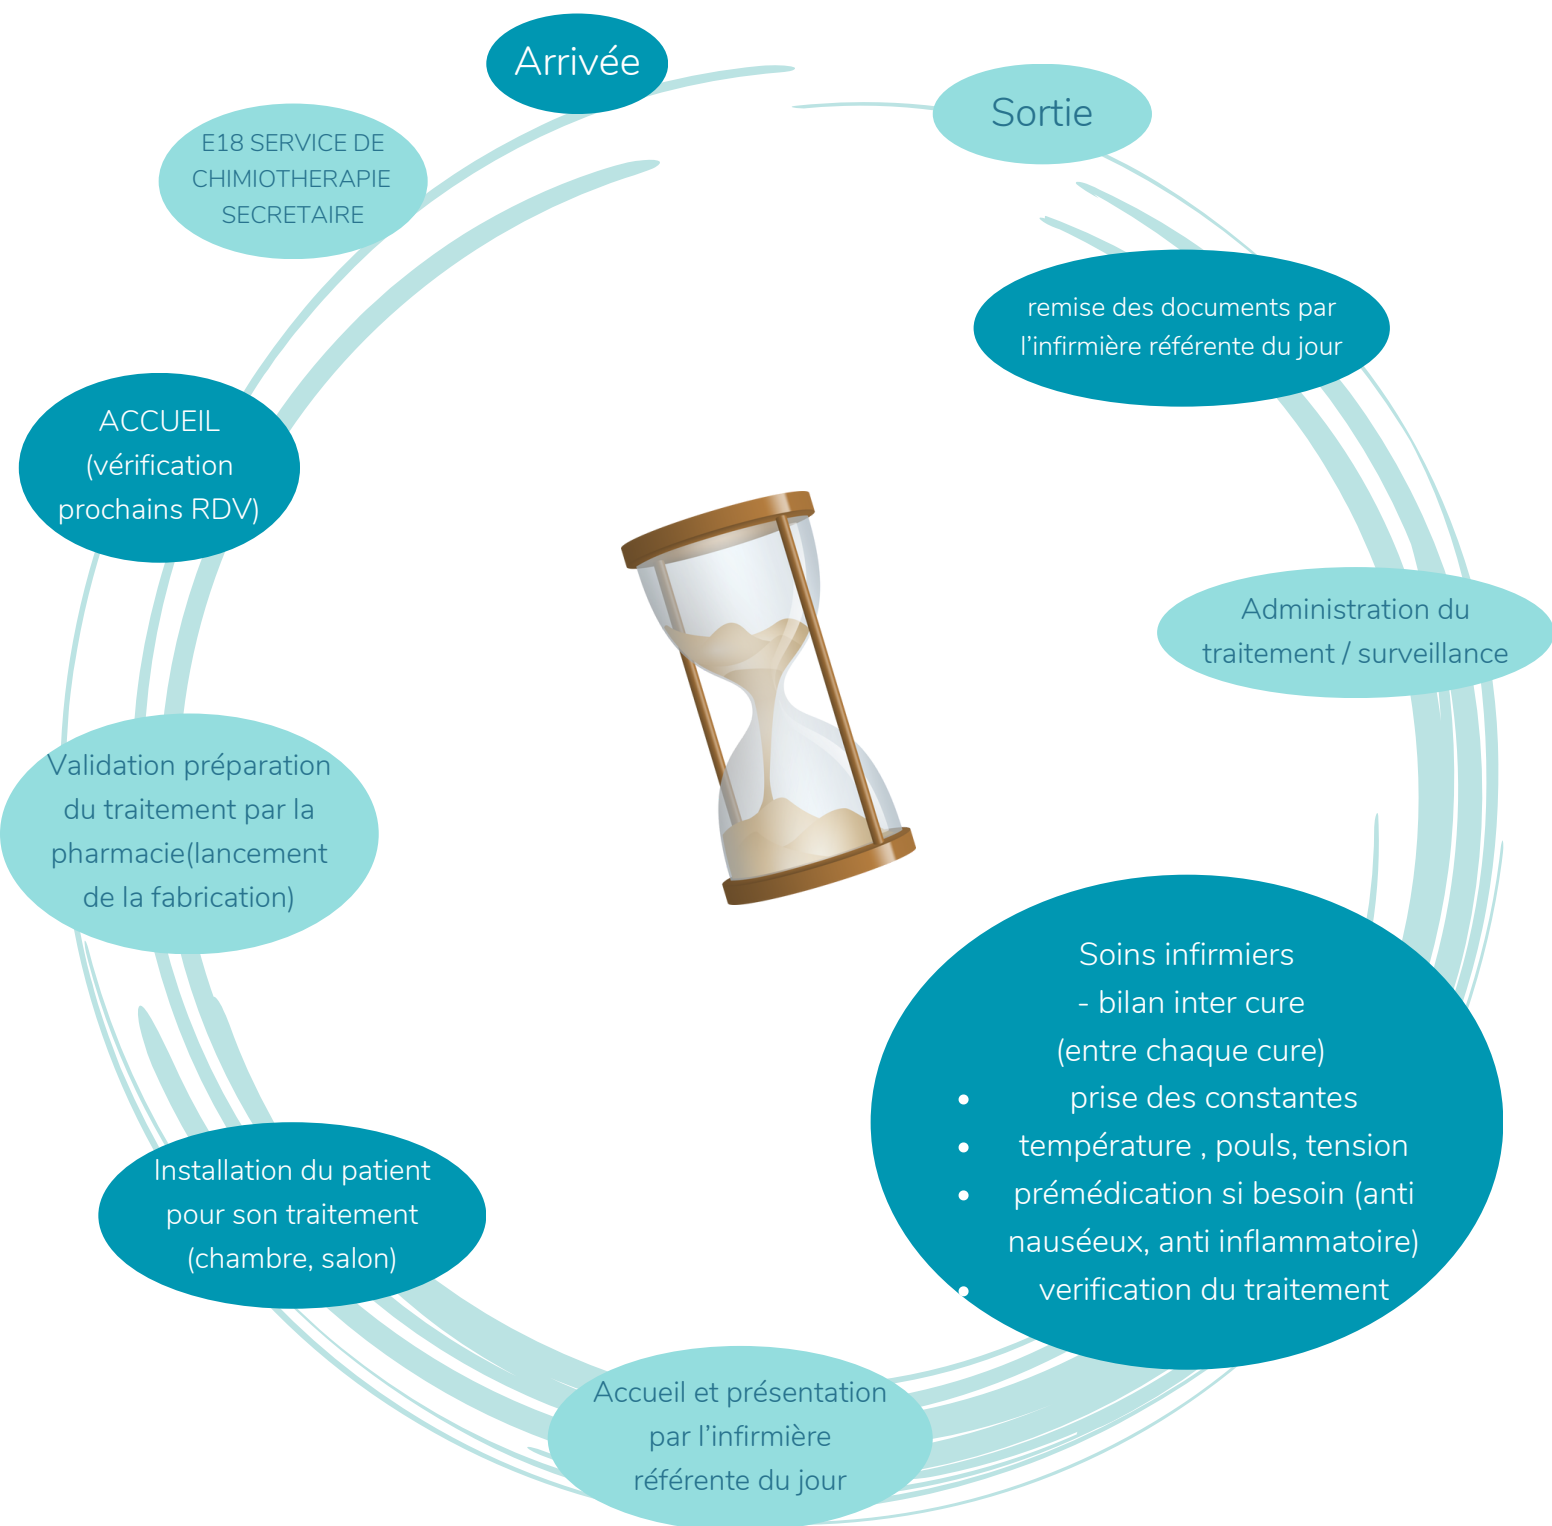 Arrivée
E18 SERVICE DE
CHIMIOTHERAPIE
SECRETAIRE
ACCUEIL
(vérification
prochains RDV)
Validation préparation
du traitement par la
pharmacie(lancement
de la fabrication)
Installation du patient
pour son traitement
(chambre, salon)
Accueil et présentation
par l'infirmière
référente du jour
Soins infirmiers
- bilan inter cure
(entre chaque cure)
• prise des constantes
• température , pouls, tension
• prémédication si besoin (anti
nauséeux, anti inflammatoire)
• verification du traitement
Administration du
traitement / surveillance
remise des documents par
l'infirmière référente du jour
Sortie